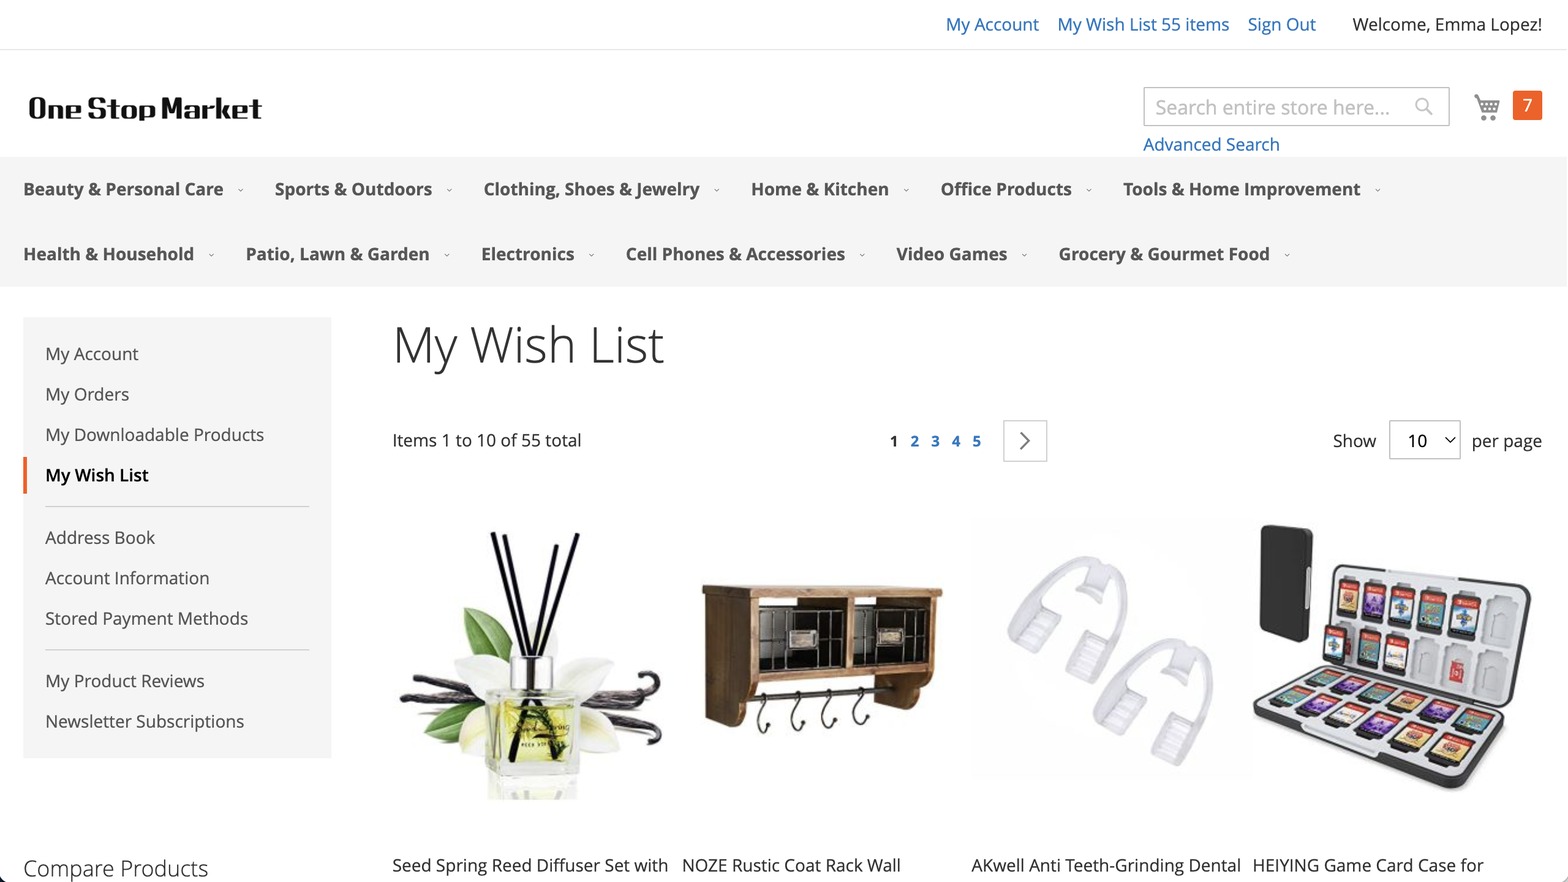 My Account My Wish List 55 items Sign Out Welcome, Emma Lopez!
One Stop Market
Search entire store here...
7
Advanced Search
Beauty & Personal Care Sports & Outdoors Clothing, Shoes & Jewelry Home & Kitchen Office Products Tools & Home Improvement
Health & Household Patio, Lawn & Garden Electronics Cell Phones & Accessories Video Games Grocery & Gourmet Food
My Account
My Orders
My Downloadable Products
My Wish List
Address Book
Account Information
Stored Payment Methods
My Product Reviews
Newsletter Subscriptions
Compare Products
My Wish List
Items 1 to 10 of 55 total
1 2 3 4 5
Show 10 per page
Seed Spring Reed Diffuser Set with
NOZE Rustic Coat Rack Wall
AKwell Anti Teeth-Grinding Dental
HEIYING Game Card Case for